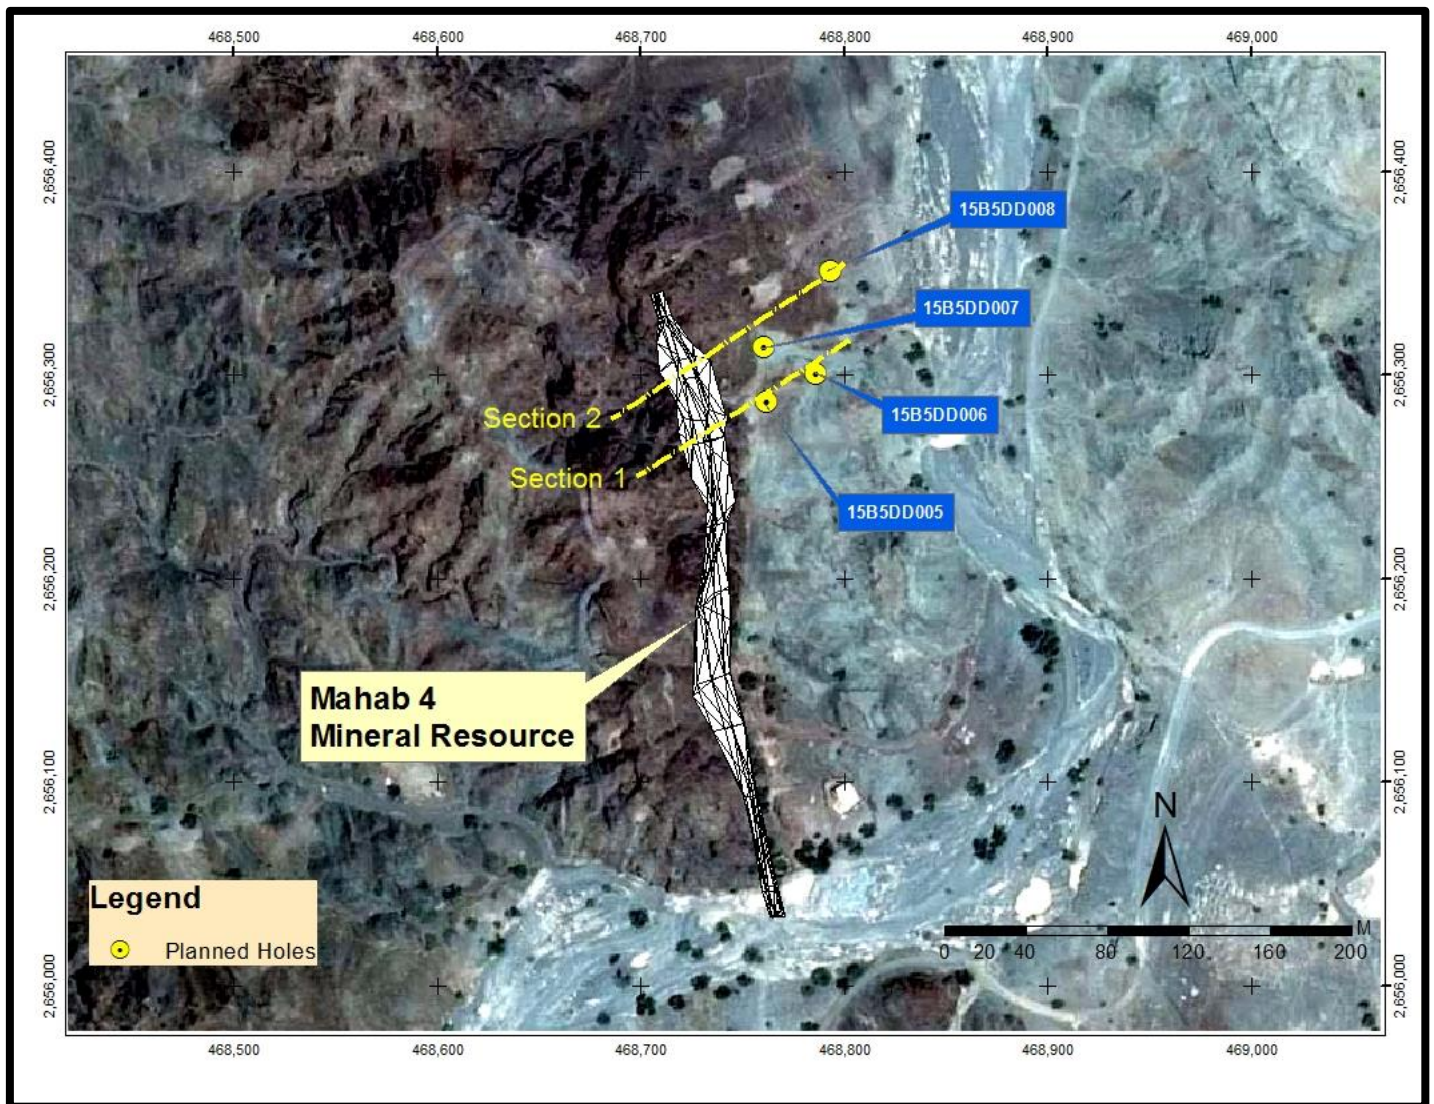 468,500 468,600 468,700 468,800 468,900 469,000
2,656,400
2,656,400
15B5DD008
15B5DD007
2,656,300
2,656,300
Section 2
15B5DD006
Section 1
15B5DD005
2,656,200
2,656,200
Mahab 4
Mineral Resource
2,656,100
2,656,100
N
Legend
Planned Holes
M
0 20 40 80 120 160 200
2,656,000
2,656,000
468,500 468,600 468,700 468,800 468,900 469,000